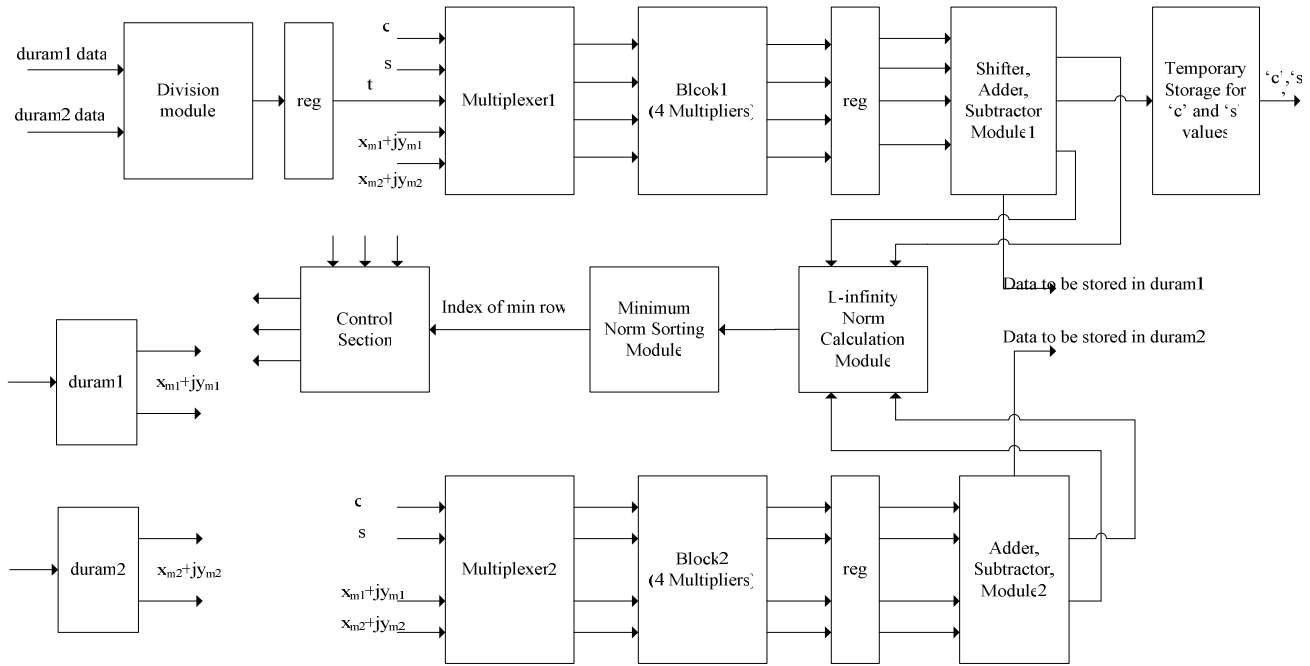 duram1 data
duram2 data
Division
module
reg
c
s
t
xm1+jym1
xm2+jym2
Multiplexer1
Blcok1
(4 Multipliers)
reg
Shifter,
Adder,
Subtractor
Module1
Temporary
Storage for
'c' and 's'
values
'c','s
Control
Section
Index of min row
Minimum
Norm Sorting
Module
L-infinity
Norm
Calculation
Module
Data to be stored in duram1
Data to be stored in duram2
duram1
xm1+jym1
duram2
xm2+jym2
c
s
xm1+jym1
xm2+jym2
Multiplexer2
Block2
(4 Multipliers)
reg
Adder,
Subtractor,
Module2